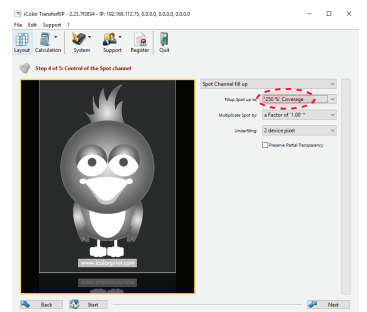 iColor TransferRIP - 2.23.7f3834 - IP: 192.168.112.75, 0.0.0.0, 0.0.0.0, 0.0.0.0
File Edit Support ?
Layout Calculation System Support Register Quit
Step 4 of 5: Control of the Spot channel
Spot Channel fill up
Fillup Spot up to: '250 %' Coverage
Multiplicate Spot by: a Factor of '1.00' *
Underfilling: 2 device pixel
Preserve Partial Transparency
www.icolorprint.com
Back Start Next